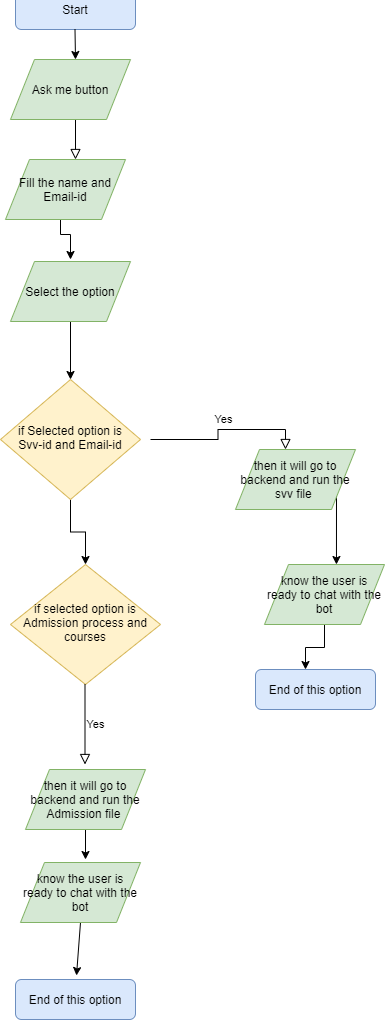 Start
Ask me button
Fill the name and
Email-id
Select the option
if Selected option is
Svv-id and Email-id
Yes
then it will go to
backend and run the
svv file
know the user is
ready to chat with the
bot
End of this option
if selected option is
Admission process and
courses
Yes
then it will go to
backend and run the
Admission file
know the user is
ready to chat with the
bot
End of this option